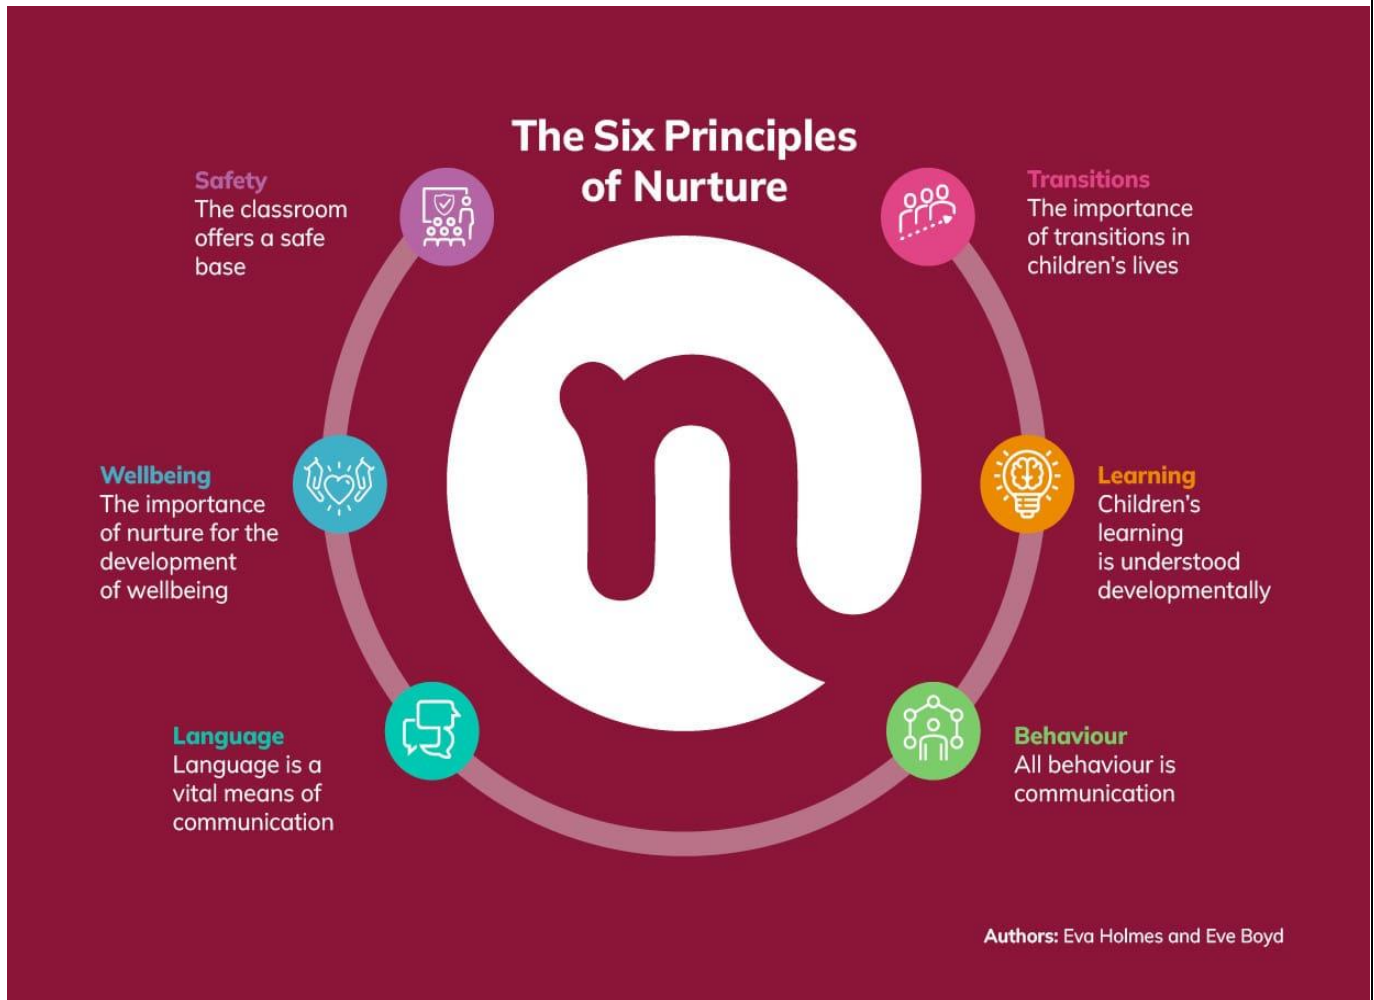 The Six Principles
of Nurture
Safety
The classroom
offers a safe
base
Transitions
The importance
of transitions in
children's lives
Wellbeing
The importance
of nurture for the
development
of wellbeing
Learning
Children's
learning
is understood
developmentally
Language
Language is a
vital means of
communication
Behaviour
All behaviour is
communication
n
Authors: Eva Holmes and Eve Boyd